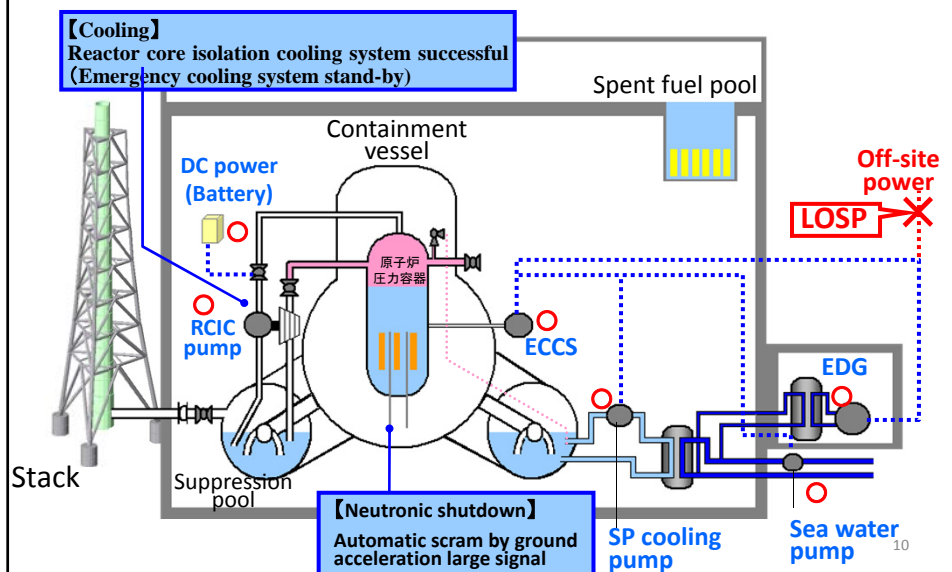 【Cooling】
Reactor core isolation cooling system successful
（Emergency cooling system stand-by)
Spent fuel pool
Containment
vessel
DC power
(Battery)
Off-site
power
LOSP
原子炉
圧力容器
RCIC
pump
ECCS
EDG
Stack
Suppression
pool
【Neutronic shutdown】
Automatic scram by ground
acceleration large signal
SP cooling
pump
Sea water
pump
10